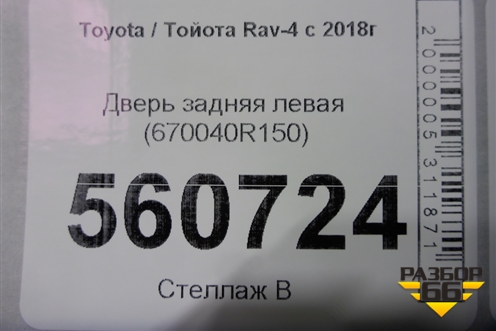 Toyota / Тойота Rav-4 с 2018г
Дверь задняя левая
(670040R150)
560724
Стеллаж В
2000005311871
РАЗБОР
66